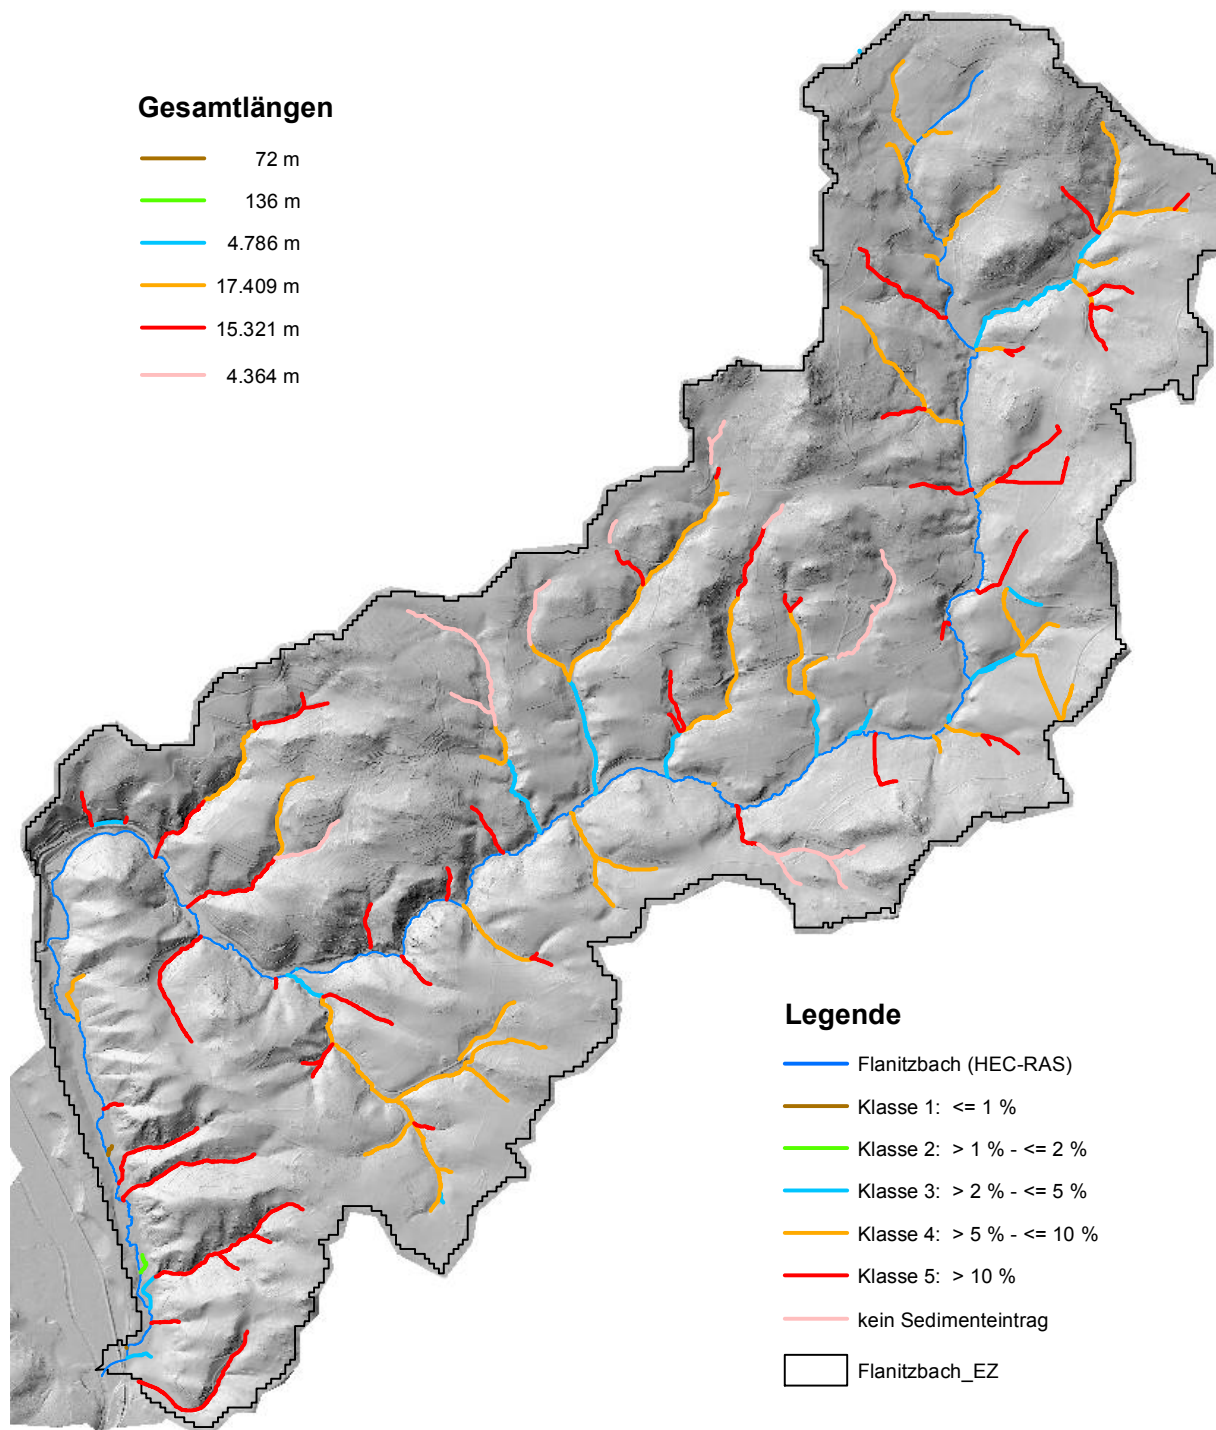 Gesamtlängen
72 m
136 m
4.786 m
17.409 m
15.321 m
4.364 m
Legende
Flanitzbach (HEC-RAS)
Klasse 1: <= 1 %
Klasse 2: > 1 % - <= 2 %
Klasse 3: > 2 % - <= 5 %
Klasse 4: > 5 % - <= 10 %
Klasse 5: > 10 %
kein Sedimenteintrag
Flanitzbach_EZ